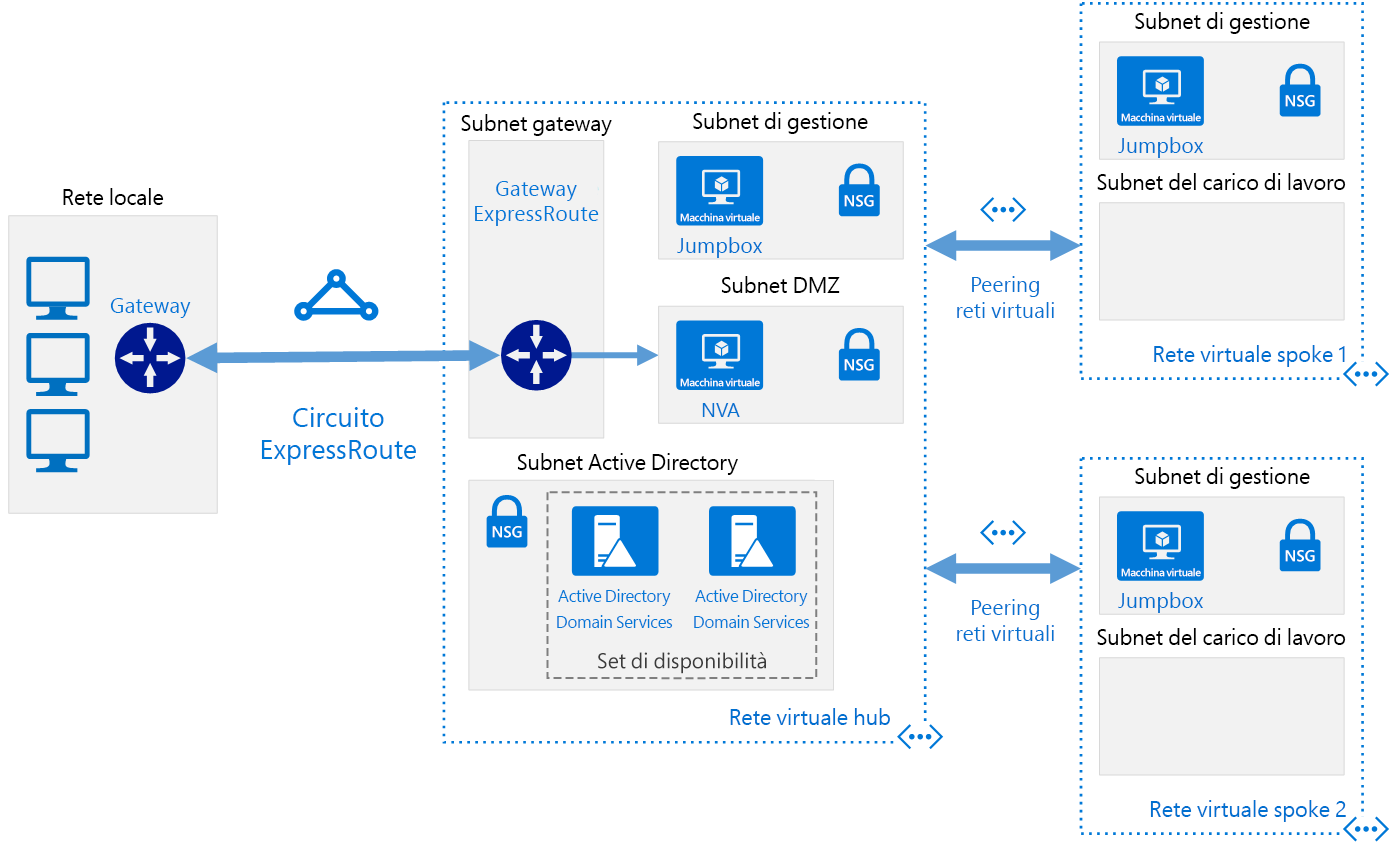 Rete locale
Gateway
Circuito
ExpressRoute
Subnet gateway
Gateway
ExpressRoute
Subnet di gestione
Macchina virtuale
Jumpbox
NSG
Subnet DMZ
Macchina virtuale
NVA
NSG
Subnet Active Directory
NSG
Active Directory
Domain Services
Active Directory
Domain Services
Set di disponibilità
Rete virtuale hub
Peering
reti virtuali
Subnet di gestione
Macchina virtuale
Jumpbox
NSG
Subnet del carico di lavoro
Rete virtuale spoke 1
Peering
reti virtuali
Subnet di gestione
Macchina virtuale
Jumpbox
NSG
Subnet del carico di lavoro
Rete virtuale spoke 2